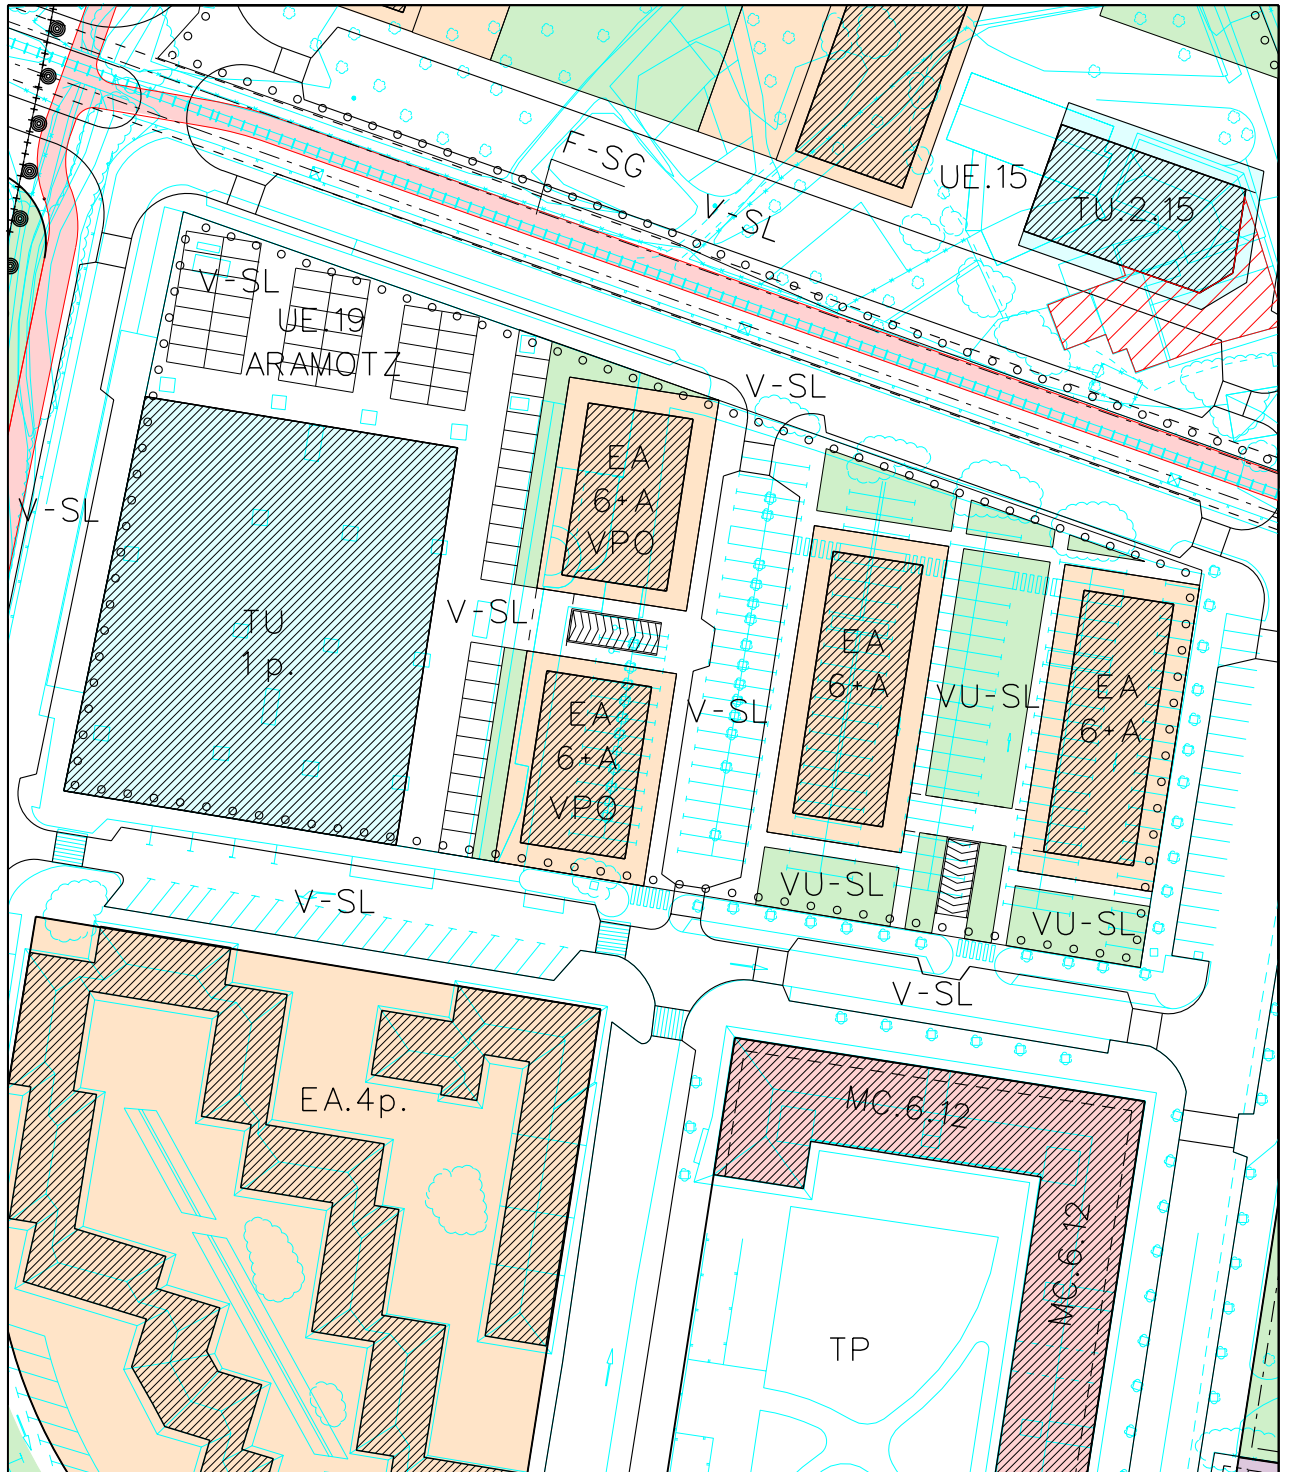 F-SG
V-SL
UE.15
TU.2.15
V-SL
UE.19
ARAMOTZ
V-SL
V-SL
EA
6+A
VPO
TU
1p.
V-SL
EA
6+A
VU-SL
EA
6+A
EA
6+A
VPO
V-SL
V-SL
VU-SL
VU-SL
V-SL
EA.4p.
MC.6.12
MC.6.12
TP